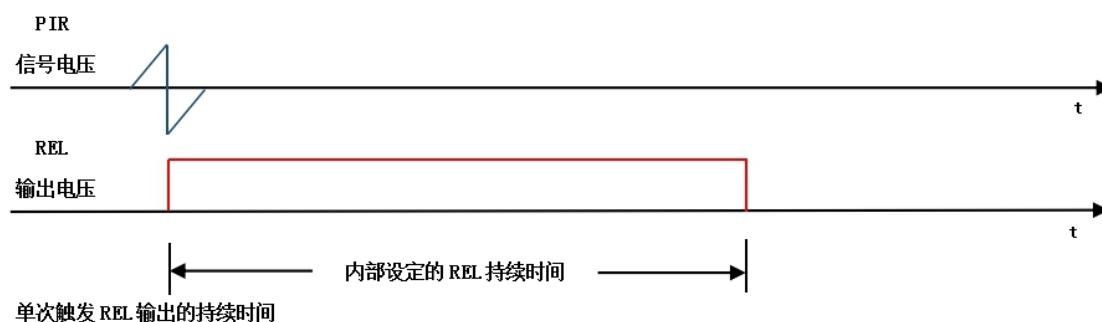 PIR
信号电压
t
REL
输出电压
t
内部设定的 REL 持续时间
单次触发 REL 输出的持续时间